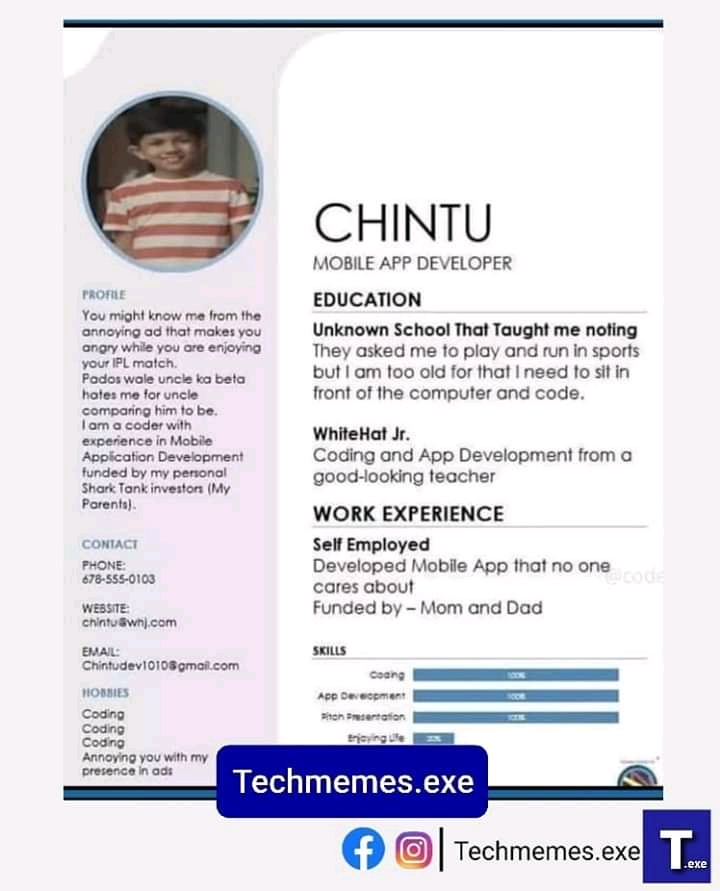 CHINTU
MOBILE APP DEVELOPER
PROFILE
You might know me from the
annoying ad that makes you
angry while you are enjoying
your IPL match.
Pados wale uncle ka beta
hates me for uncle
comparing him to be.
I am a coder with
experience in Mobile
Application Development
funded by my personal
Shark Tank investors (My
Parents).
CONTACT
PHONE:
678-555-0103
WEBSITE:
chintu@whj.com
EMAIL:
Chintudev1010@gmail.com
HOBBIES
Coding
Coding
Coding
Annoying you with my
presence in ads
EDUCATION
Unknown School That Taught me noting
They asked me to play and run in sports
but I am too old for that I need to sit in
front of the computer and code.
WhiteHat Jr.
Coding and App Development from a
good-looking teacher
WORK EXPERIENCE
Self Employed
Developed Mobile App that no one
cares about
Funded by – Mom and Dad
@code
SKILLS
Coding 100%
App Development 100%
Pitch Presentation 100%
Enjoying Life 20%
Techmemes.exe
Techmemes.exe
T.exe